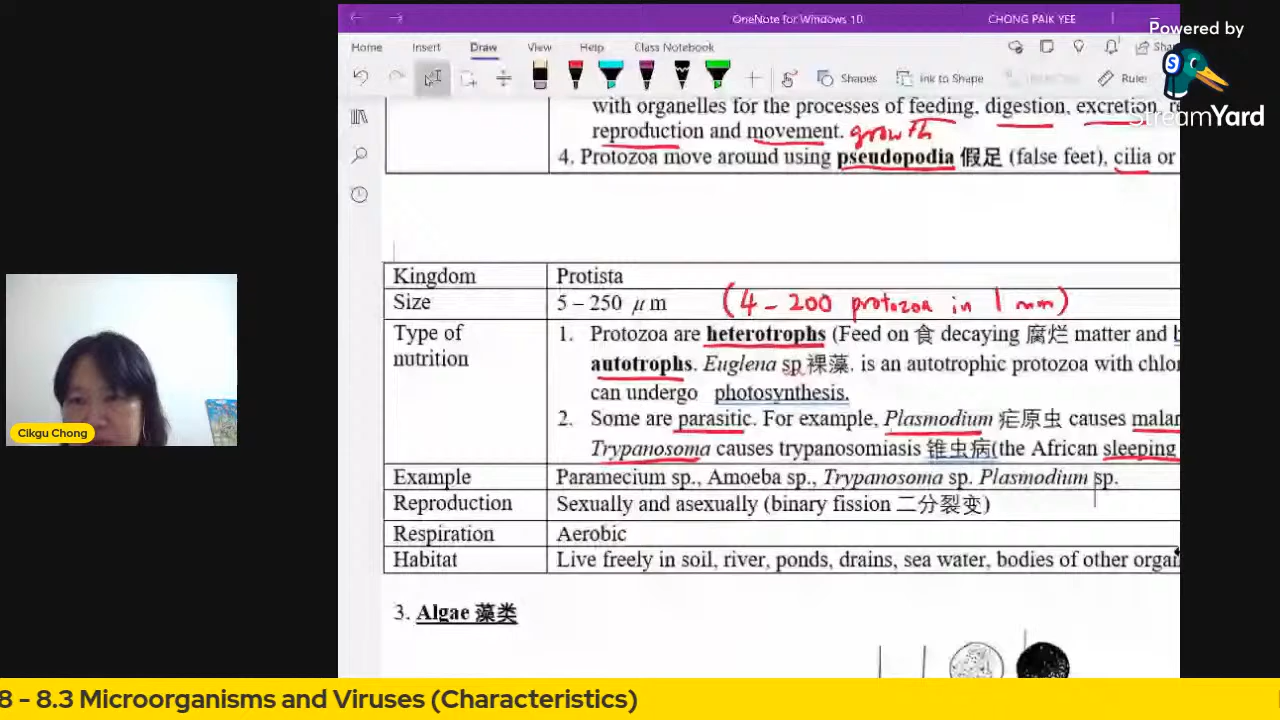 OneNote for Windows 10
CHONG PAIK YEE
Powered by
StreamYard
Home Insert Draw View Help Class Notebook
Shapes Ink to Shape Ruler
with organelles for the processes of feeding, digestion, excretion,
reproduction and movement. growth
4. Protozoa move around using pseudopodia 假足 (false feet), cilia or
Kingdom Protista
Size 5 – 250 μm (4 – 200 protozoa in 1 mm)
Type of nutrition
1. Protozoa are heterotrophs (Feed on 食 decaying 腐烂 matter and
autotrophs. Euglena sp 裸藻. is an autotrophic protozoa with chlor
can undergo photosynthesis.
2. Some are parasitic. For example, Plasmodium 疟原虫 causes malar
Trypanosoma causes trypanosomiasis 锥虫病(the African sleeping
Example Paramecium sp., Amoeba sp., Trypanosoma sp. Plasmodium sp.
Reproduction Sexually and asexually (binary fission 二分裂变)
Respiration Aerobic
Habitat Live freely in soil, river, ponds, drains, sea water, bodies of other organi
3. Algae 藻类
Cikgu Chong
8 - 8.3 Microorganisms and Viruses (Characteristics)